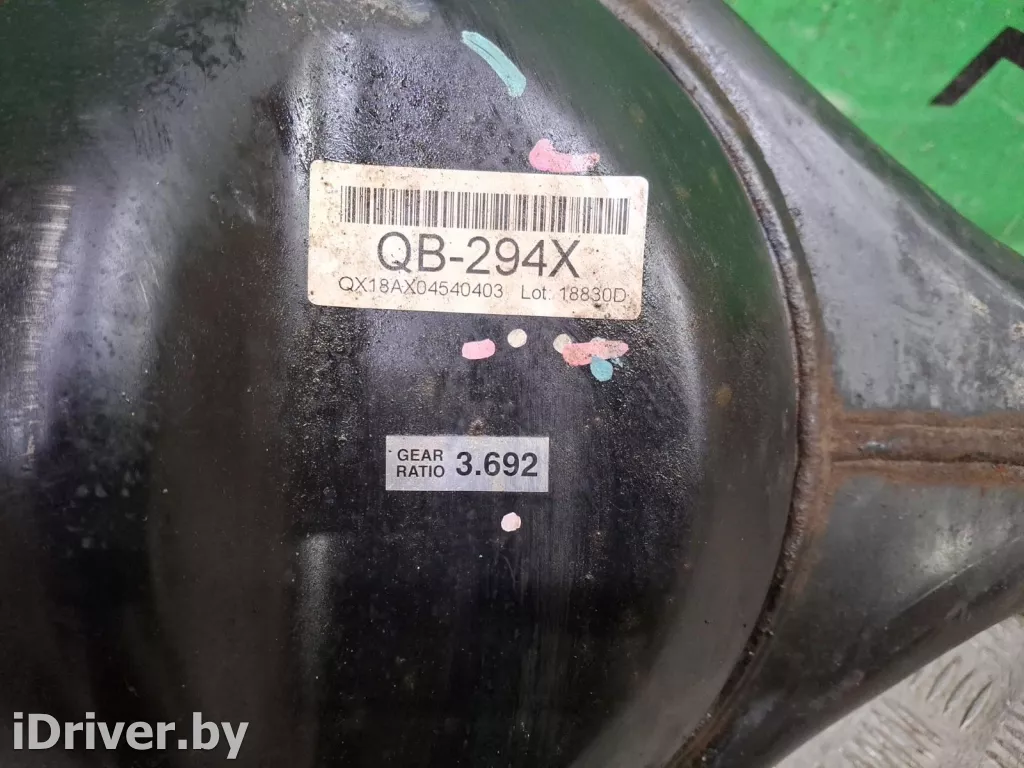 QB-294X
QX18AX04540403 Lot: 18830D
GEAR
RATIO 3.692
iDriver.by